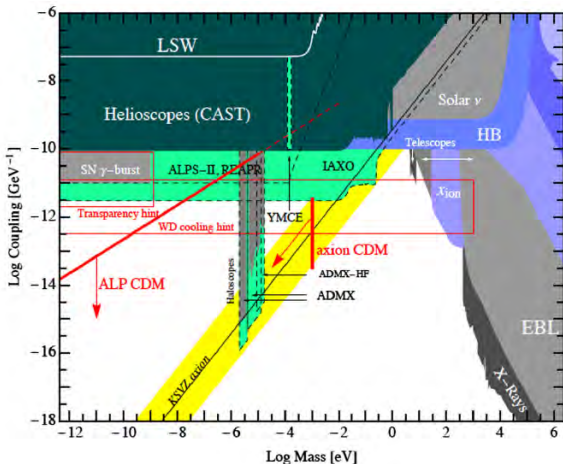 -6
LSW
-8
Helioscopes (CAST)
Solar ν
HB
-10
Telescopes
SN γ-burst
ALPS-II, REAPR
IAXO
x_ion
Transparency hint
YMCE
-12
WD cooling hint
axion CDM
Haloscopes
ADMX-HF
ALP CDM
ADMX
-14
EBL
-16
KSVZ axion
X-Rays
-18
-12
-10
-8
-6
-4
-2
0
2
4
6
Log Mass [eV]
Log Coupling [GeV⁻¹]